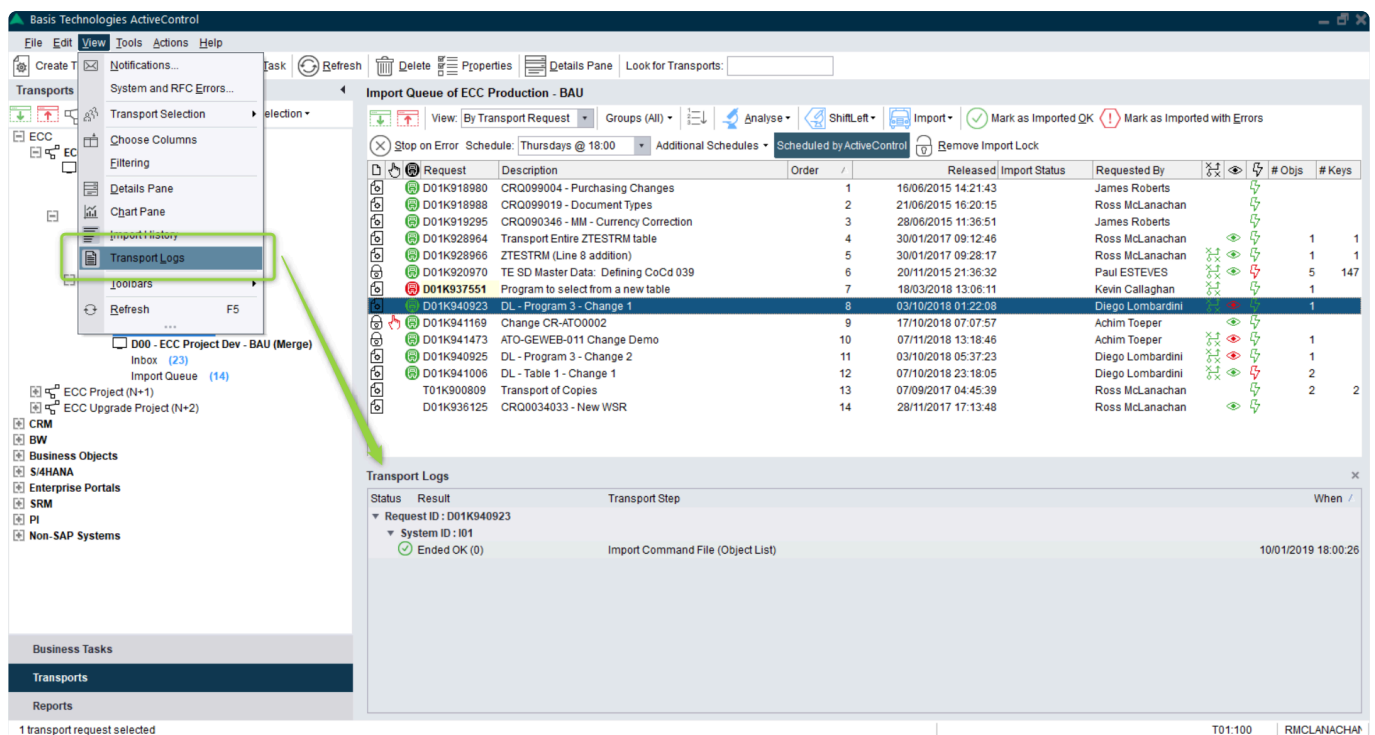 Basis Technologies ActiveControl
File Edit View Tools Actions Help
Create T Task Refresh Delete Properties Details Pane Look for Transports:
Notifications...
System and RFC Errors...
Transport Selection
Choose Columns
Filtering
Details Pane
Chart Pane
Import History
Transport Logs
Toolbars
Refresh F5
Transports
election
ECC
EC
D00 - ECC Project Dev - BAU (Merge)
Inbox (23)
Import Queue (14)
ECC Project (N+1)
ECC Upgrade Project (N+2)
CRM
BW
Business Objects
S/4HANA
Enterprise Portals
SRM
PI
Non-SAP Systems
Business Tasks
Transports
Reports
Import Queue of ECC Production - BAU
View: By Transport Request Groups (All) Analyse ShiftLeft Import Mark as Imported OK Mark as Imported with Errors
Stop on Error Schedule: Thursdays @ 18:00 Additional Schedules Scheduled by ActiveControl Remove Import Lock
Request Description Order / Released Import Status Requested By # Objs # Keys
D01K918980 CRQ099004 - Purchasing Changes 1 16/06/2015 14:21:43 James Roberts
D01K918988 CRQ099019 - Document Types 2 21/06/2015 16:20:15 Ross McLanachan
D01K919295 CRQ090346 - MM - Currency Correction 3 28/06/2015 11:36:51 James Roberts
D01K928964 Transport Entire ZTESTRM table 4 30/01/2017 09:12:46 Ross McLanachan 1 1
D01K928966 ZTESTRM (Line 8 addition) 5 30/01/2017 09:28:17 Ross McLanachan 1 1
D01K920970 TE SD Master Data: Defining CoCd 039 6 20/11/2015 21:36:32 Paul ESTEVES 5 147
D01K937551 Program to select from a new table 7 18/03/2018 13:06:11 Kevin Callaghan 1
D01K940923 DL - Program 3 - Change 1 8 03/10/2018 01:22:08 Diego Lombardini 1
D01K941169 Change CR-ATO0002 9 17/10/2018 07:07:57 Achim Toeper
D01K941473 ATO-GEWEB-011 Change Demo 10 07/11/2018 13:18:46 Achim Toeper 1
D01K940925 DL - Program 3 - Change 2 11 03/10/2018 05:37:23 Diego Lombardini 1
D01K941006 DL - Table 1 - Change 1 12 07/10/2018 23:18:05 Diego Lombardini 2
T01K900809 Transport of Copies 13 07/09/2017 04:45:39 Ross McLanachan 2 2
D01K936125 CRQ0034033 - New WSR 14 28/11/2017 17:13:48 Ross McLanachan
Transport Logs
Status Result Transport Step When /
Request ID : D01K940923
System ID : I01
Ended OK (0) Import Command File (Object List) 10/01/2019 18:00:26
1 transport request selected T01:100 RMCLANACHAN